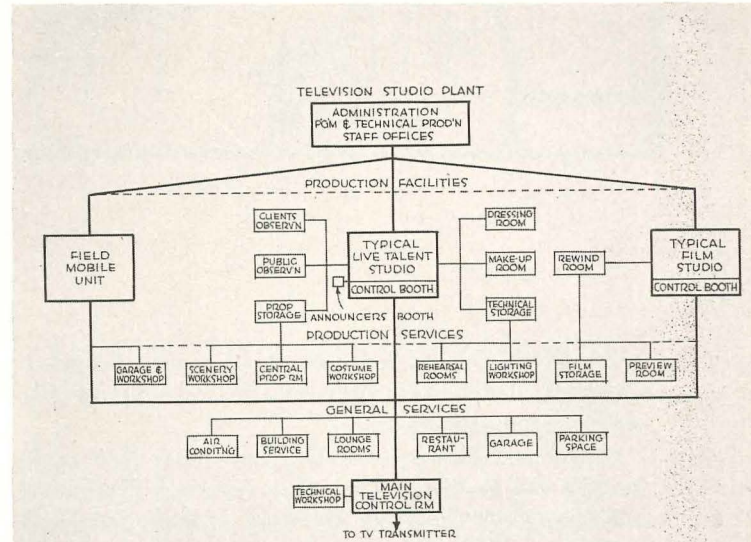 TELEVISION STUDIO PLANT
ADMINISTRATION
PGM & TECHNICAL PROD'N
STAFF OFFICES
PRODUCTION FACILITIES
FIELD
MOBILE
UNIT
CLIENTS
OBSERV'N
PUBLIC
OBSERV'N
PROP
STORAGE
TYPICAL
LIVE TALENT
STUDIO
CONTROL BOOTH
ANNOUNCERS BOOTH
DRESSING
ROOM
MAKE-UP
ROOM
TECHNICAL
STORAGE
REWIND
ROOM
TYPICAL
FILM
STUDIO
CONTROL BOOTH
PRODUCTION SERVICES
GARAGE &
WORKSHOP
SCENERY
WORKSHOP
CENTRAL
PROP RM
COSTUME
WORKSHOP
REHEARSAL
ROOMS
LIGHTING
WORKSHOP
FILM
STORAGE
PREVIEW
ROOM
GENERAL SERVICES
AIR
CONDIT'NG
BUILDING
SERVICE
LOUNGE
ROOMS
RESTAU-
RANT
GARAGE
PARKING
SPACE
TECHNICAL
WORKSHOP
MAIN
TELEVISION
CONTROL RM
TO TV TRANSMITTER